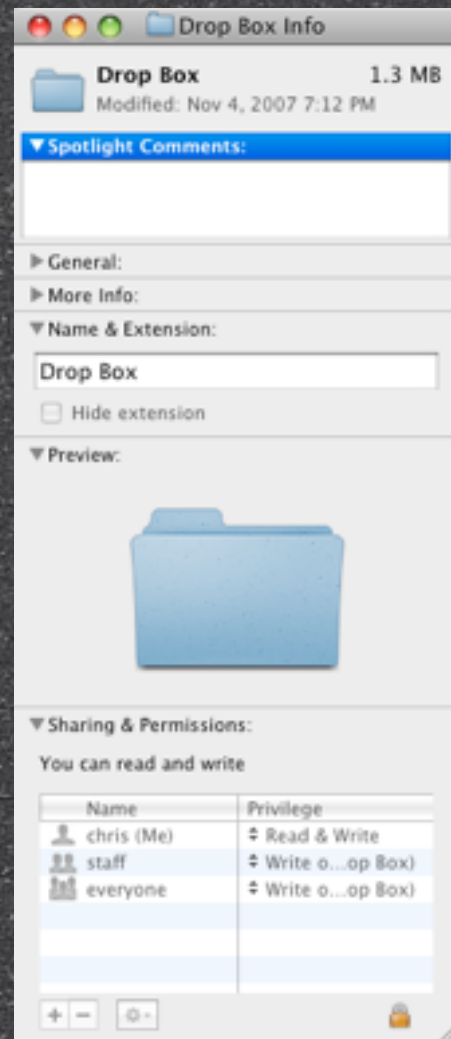 Drop Box Info
Drop Box 1.3 MB
Modified: Nov 4, 2007 7:12 PM
Spotlight Comments:
General:
More Info:
Name & Extension:
Drop Box
Hide extension
Preview:
Sharing & Permissions:
You can read and write
Name Privilege
chris (Me) Read & Write
staff Write o...op Box)
everyone Write o...op Box)